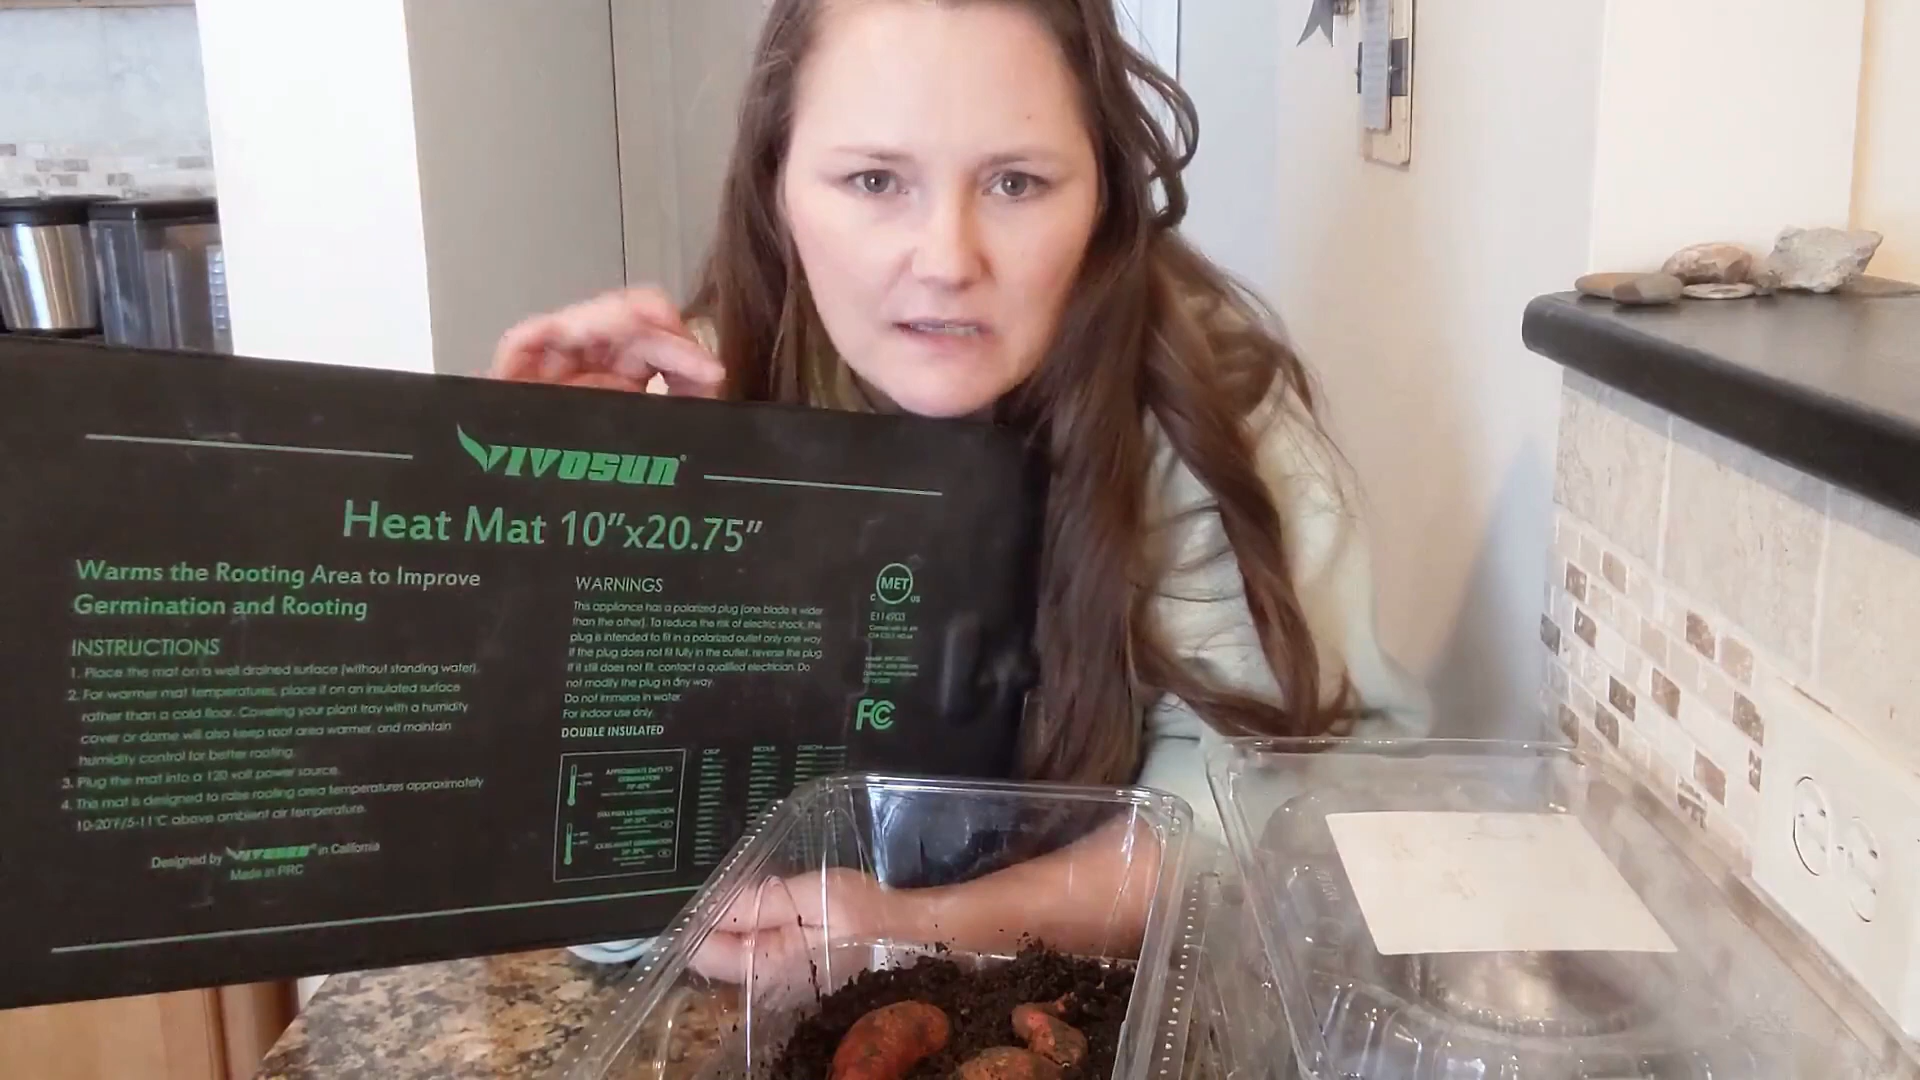 VIVOSUN®
Heat Mat 10"x20.75"
Warms the Rooting Area to Improve
Germination and Rooting
INSTRUCTIONS
1. Place the mat on a well drained surface (without standing water).
2. For warmer mat temperatures, place it on an insulated surface
rather than a cold floor. Covering your plant tray with a humidity
cover or dome will also keep root area warmer, and maintain
humidity control for better rooting.
3. Plug the mat into a 120 volt power source.
4. The mat is designed to raise rooting area temperatures approximately
10-20°F/5-11°C above ambient air temperature.
Designed by VIVOSUN® in California
Made in PRC
WARNINGS
This appliance has a polarized plug (one blade is wider
than the other). To reduce the risk of electric shock, this
plug is intended to fit in a polarized outlet only one way.
If the plug does not fit fully in the outlet, reverse the plug.
If it still does not fit, contact a qualified electrician. Do
not modify the plug in any way.
Do not immerse in water.
For indoor use only.
DOUBLE INSULATED
APPROXIMATE DAYS TO
GERMINATION
C MET US
E114903
FC